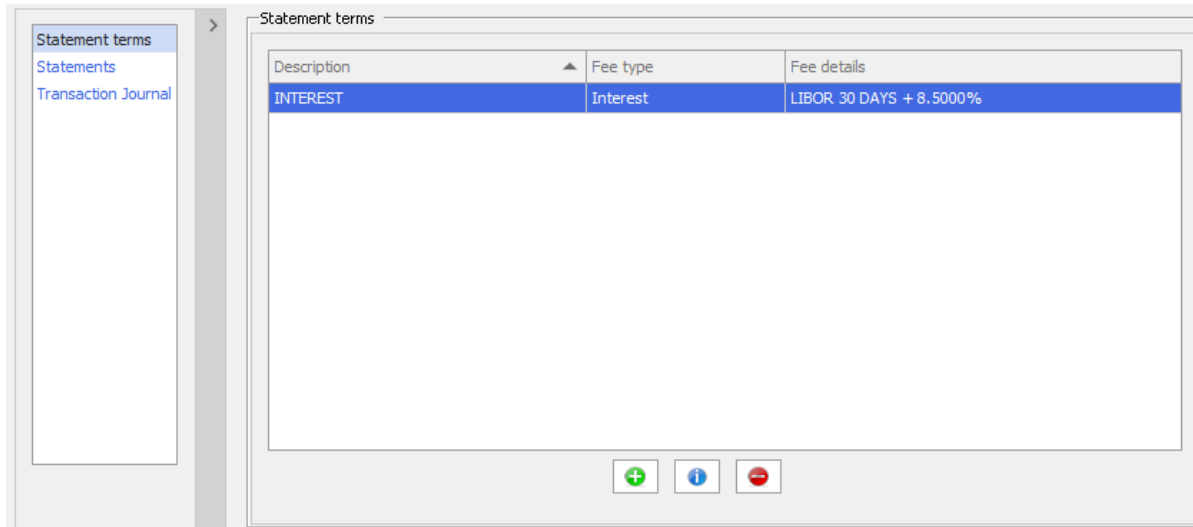 Statement terms
Statements
Transaction Journal
Statement terms
Description Fee type Fee details
INTEREST Interest LIBOR 30 DAYS + 8.5000%